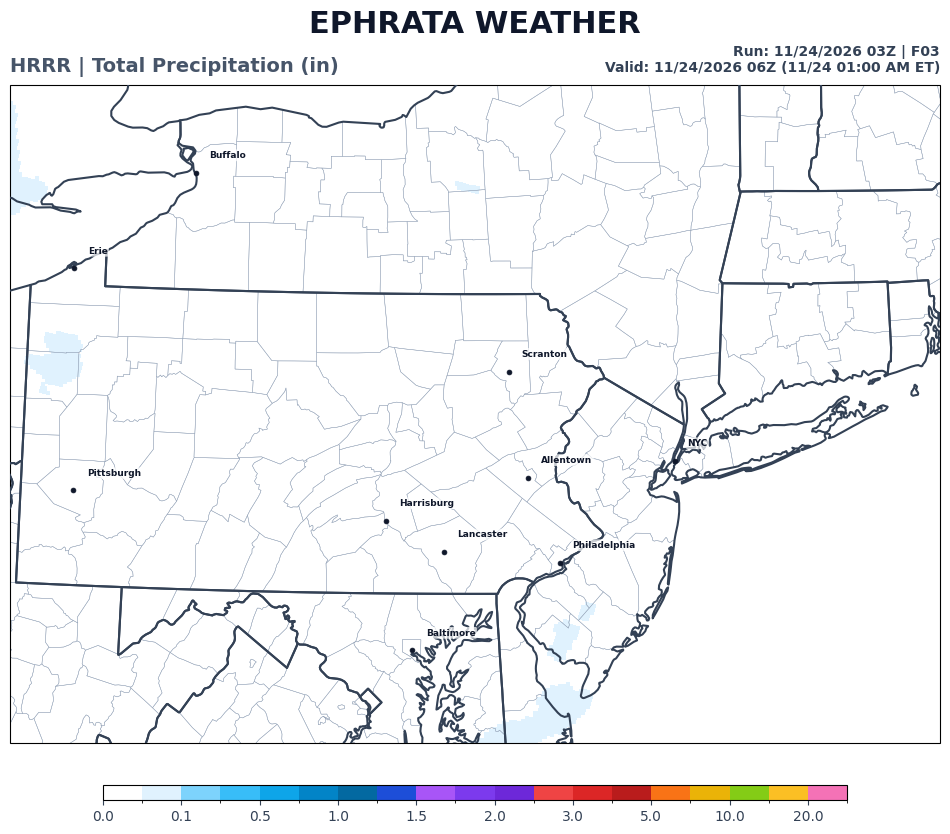 EPHRATA WEATHER
HRRR | Total Precipitation (in)
Run: 11/24/2026 03Z | F03
Valid: 11/24/2026 06Z (11/24 01:00 AM ET)
Buffalo
Erie
Scranton
NYC
Allentown
Pittsburgh
Harrisburg
Lancaster
Philadelphia
Baltimore
0.0 0.1 0.5 1.0 1.5 2.0 3.0 5.0 10.0 20.0